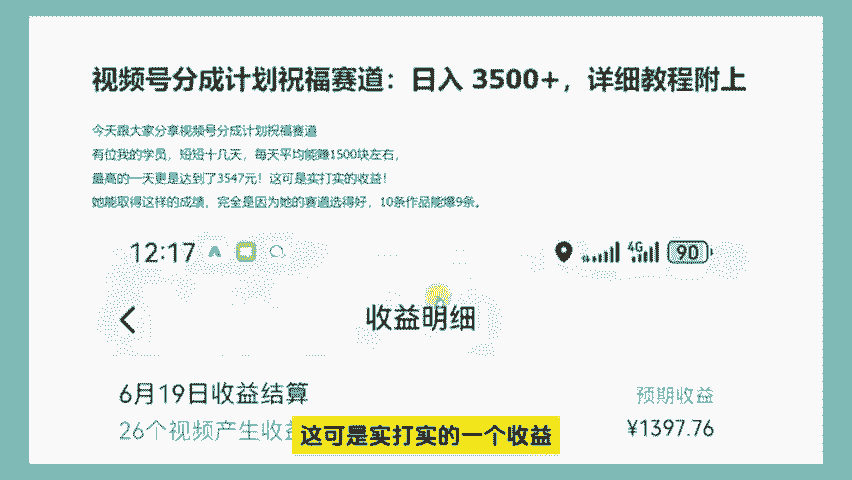 视频号分成计划祝福赛道：日入 3500+，详细教程附上
今天跟大家分享视频号分成计划祝福赛道
有位我的学员，短短十几天，每天平均能赚1500块左右，
最高的一天更是达到了3547元！这可是实打实的收益！
她能取得这样的成绩，完全是因为她的赛道选得好，10条作品能爆9条。
12:17 4G 90
收益明细
6月19日收益结算 预期收益
26个视频产生收益 ¥1397.76
这可是实打实的一个收益